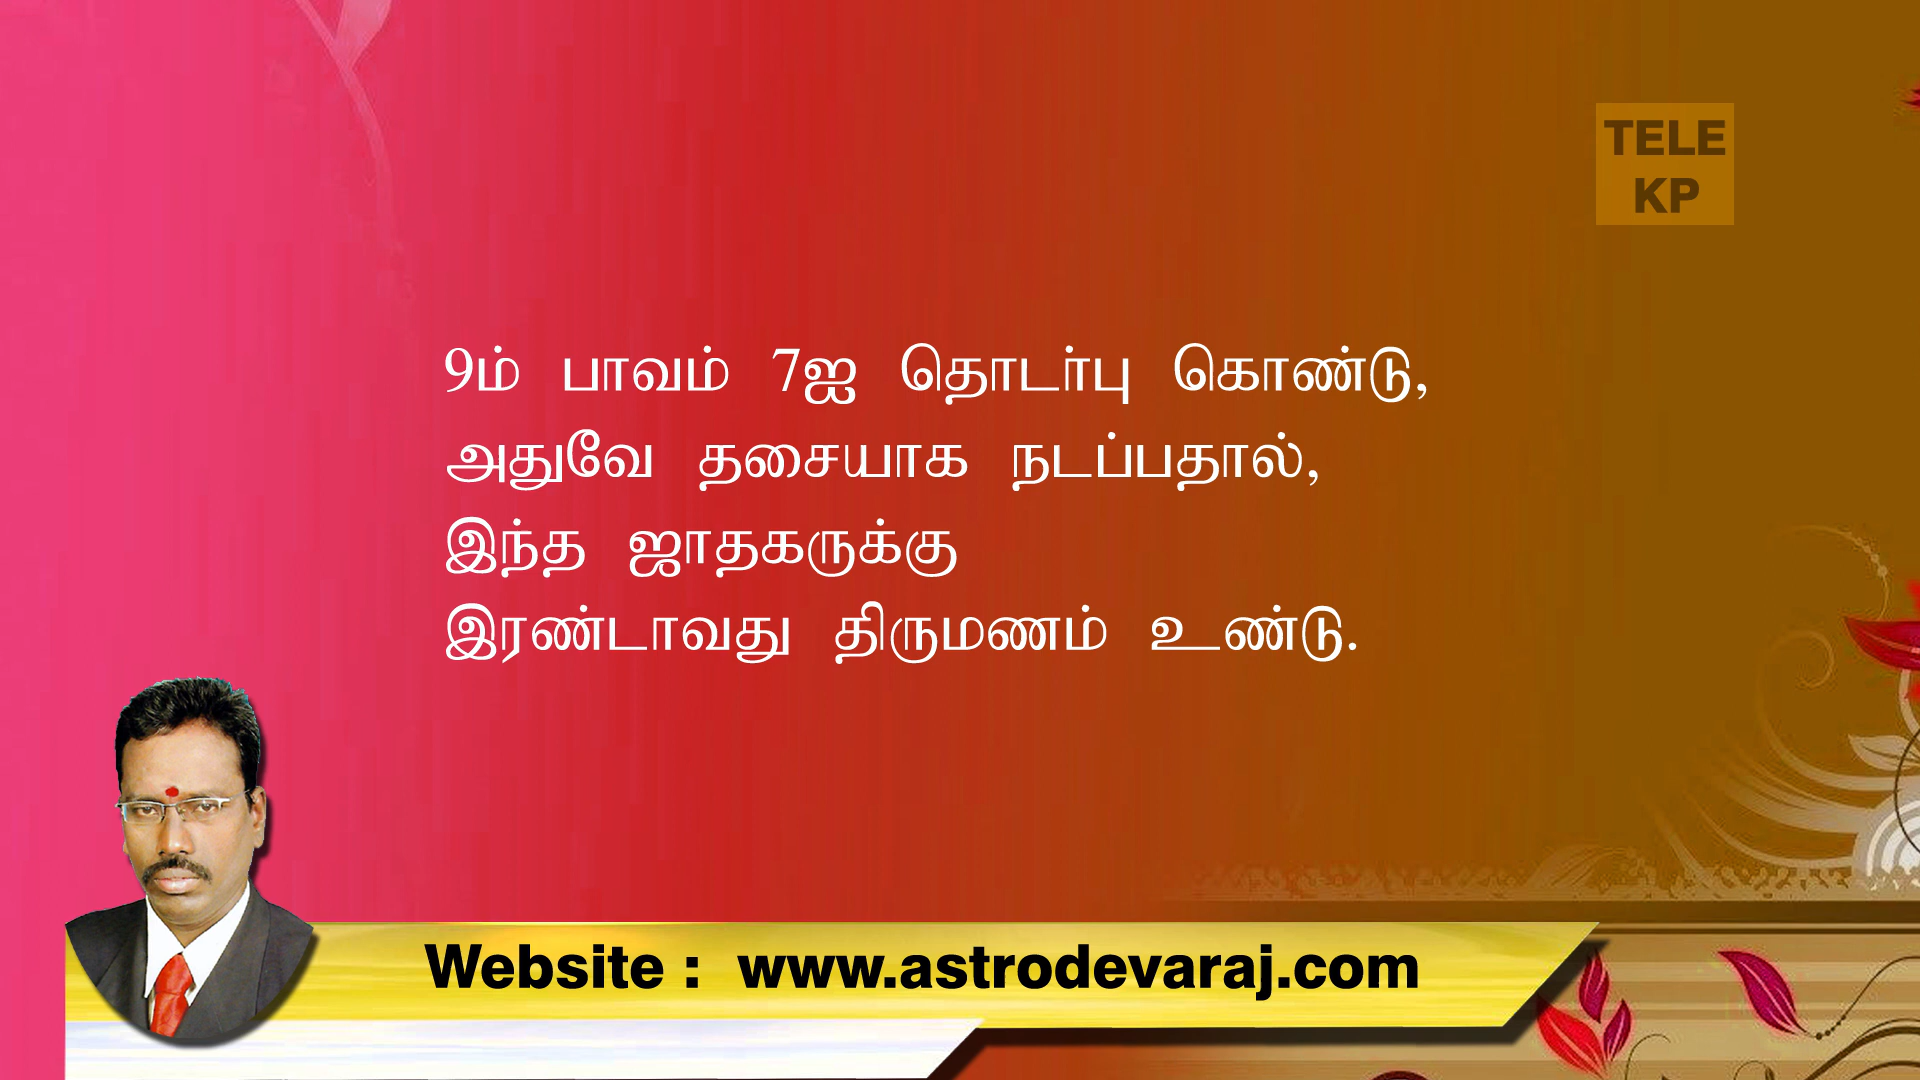 TELE
KP
9ம் பாவம் 7ஐ தொடர்பு கொண்டு,
அதுவே தசையாக நடப்பதால்,
இந்த ஜாதகருக்கு
இரண்டாவது திருமணம் உண்டு.
Website : www.astrodevaraj.com